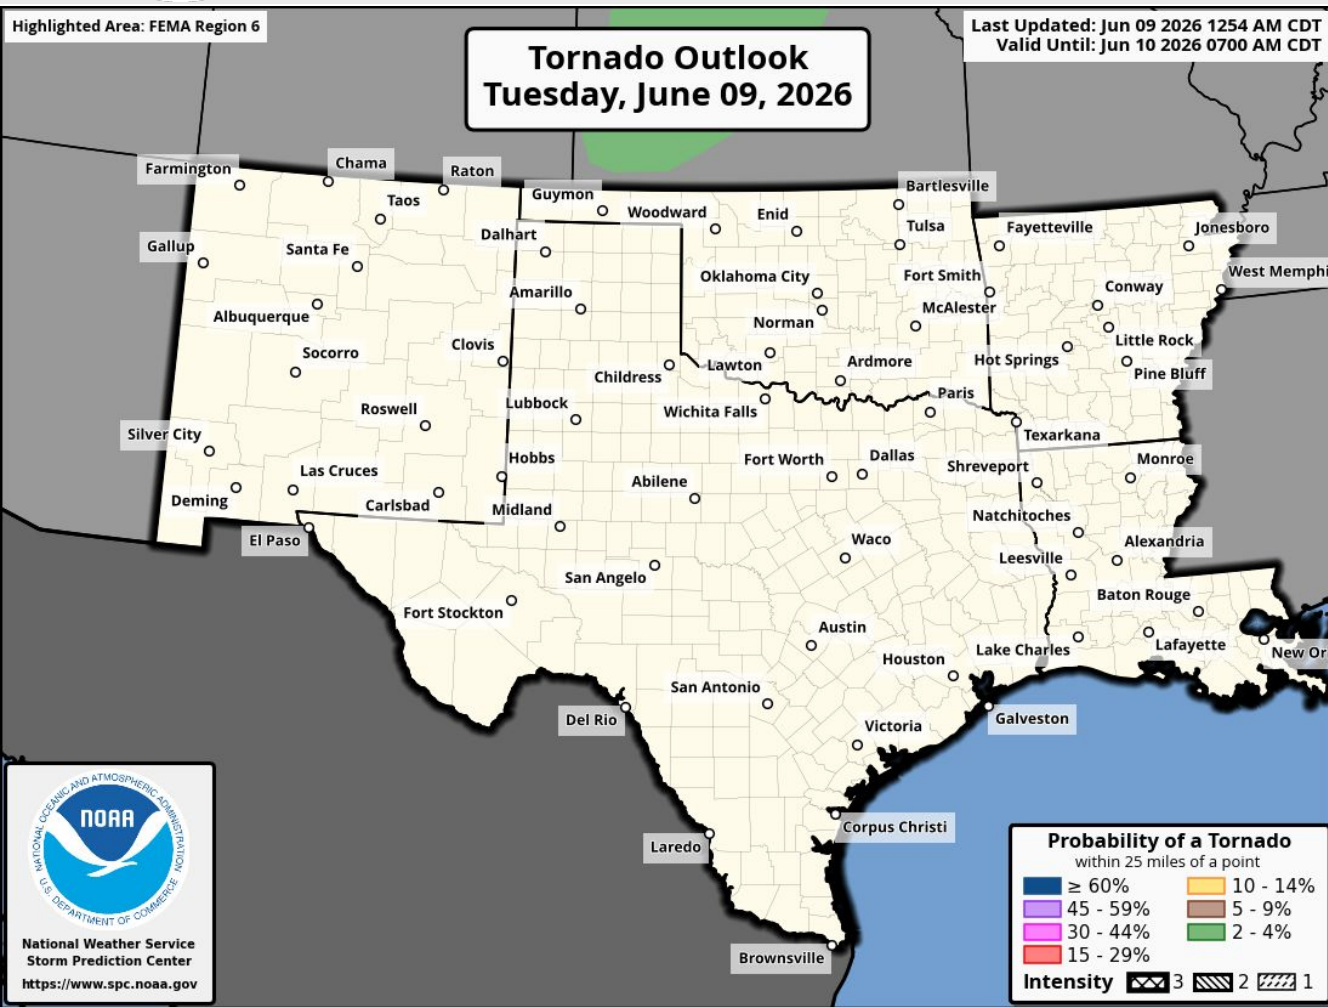 Highlighted Area: FEMA Region 6
Last Updated: Jun 09 2026 1254 AM CDT
Valid Until: Jun 10 2026 0700 AM CDT
Tornado Outlook
Tuesday, June 09, 2026
Farmington
Chama
Raton
Taos
Guymon
Woodward
Enid
Bartlesville
Tulsa
Fayetteville
Jonesboro
Gallup
Santa Fe
Dalhart
Oklahoma City
Fort Smith
West Memphi
Albuquerque
Amarillo
Norman
McAlester
Conway
Little Rock
Socorro
Clovis
Childress
Lawton
Ardmore
Hot Springs
Pine Bluff
Roswell
Lubbock
Wichita Falls
Paris
Texarkana
Silver City
Las Cruces
Hobbs
Abilene
Fort Worth
Dallas
Shreveport
Monroe
Deming
Carlsbad
Midland
Natchitoches
El Paso
San Angelo
Waco
Leesville
Alexandria
Fort Stockton
Austin
Baton Rouge
Houston
Lake Charles
Lafayette
New Or
San Antonio
Del Rio
Victoria
Galveston
Corpus Christi
Laredo
Brownsville
NATIONAL OCEANIC AND ATMOSPHERIC ADMINISTRATION
NOAA
U.S. DEPARTMENT OF COMMERCE
National Weather Service
Storm Prediction Center
https://www.spc.noaa.gov
Probability of a Tornado
within 25 miles of a point
≥ 60% 10 - 14%
45 - 59% 5 - 9%
30 - 44% 2 - 4%
15 - 29%
Intensity 3 2 1